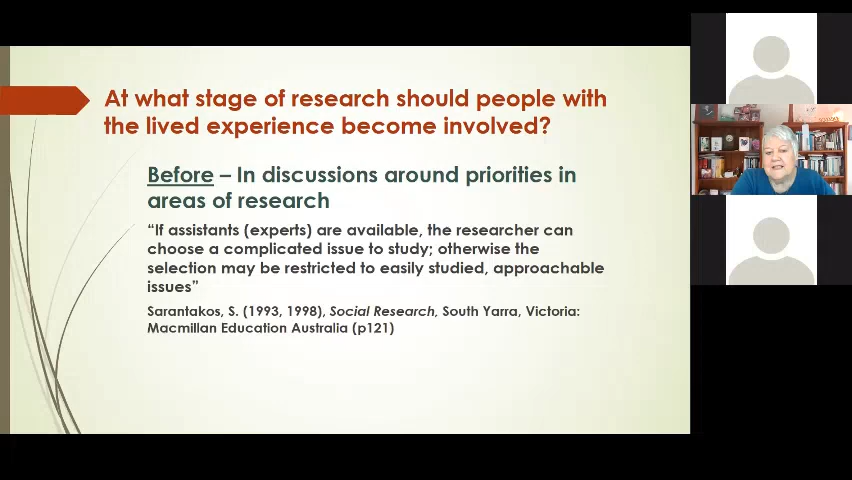 At what stage of research should people with
the lived experience become involved?
Before – In discussions around priorities in
areas of research
“If assistants (experts) are available, the researcher can
choose a complicated issue to study; otherwise the
selection may be restricted to easily studied, approachable
issues”
Sarantakos, S. (1993, 1998), Social Research, South Yarra, Victoria:
Macmillan Education Australia (p121)